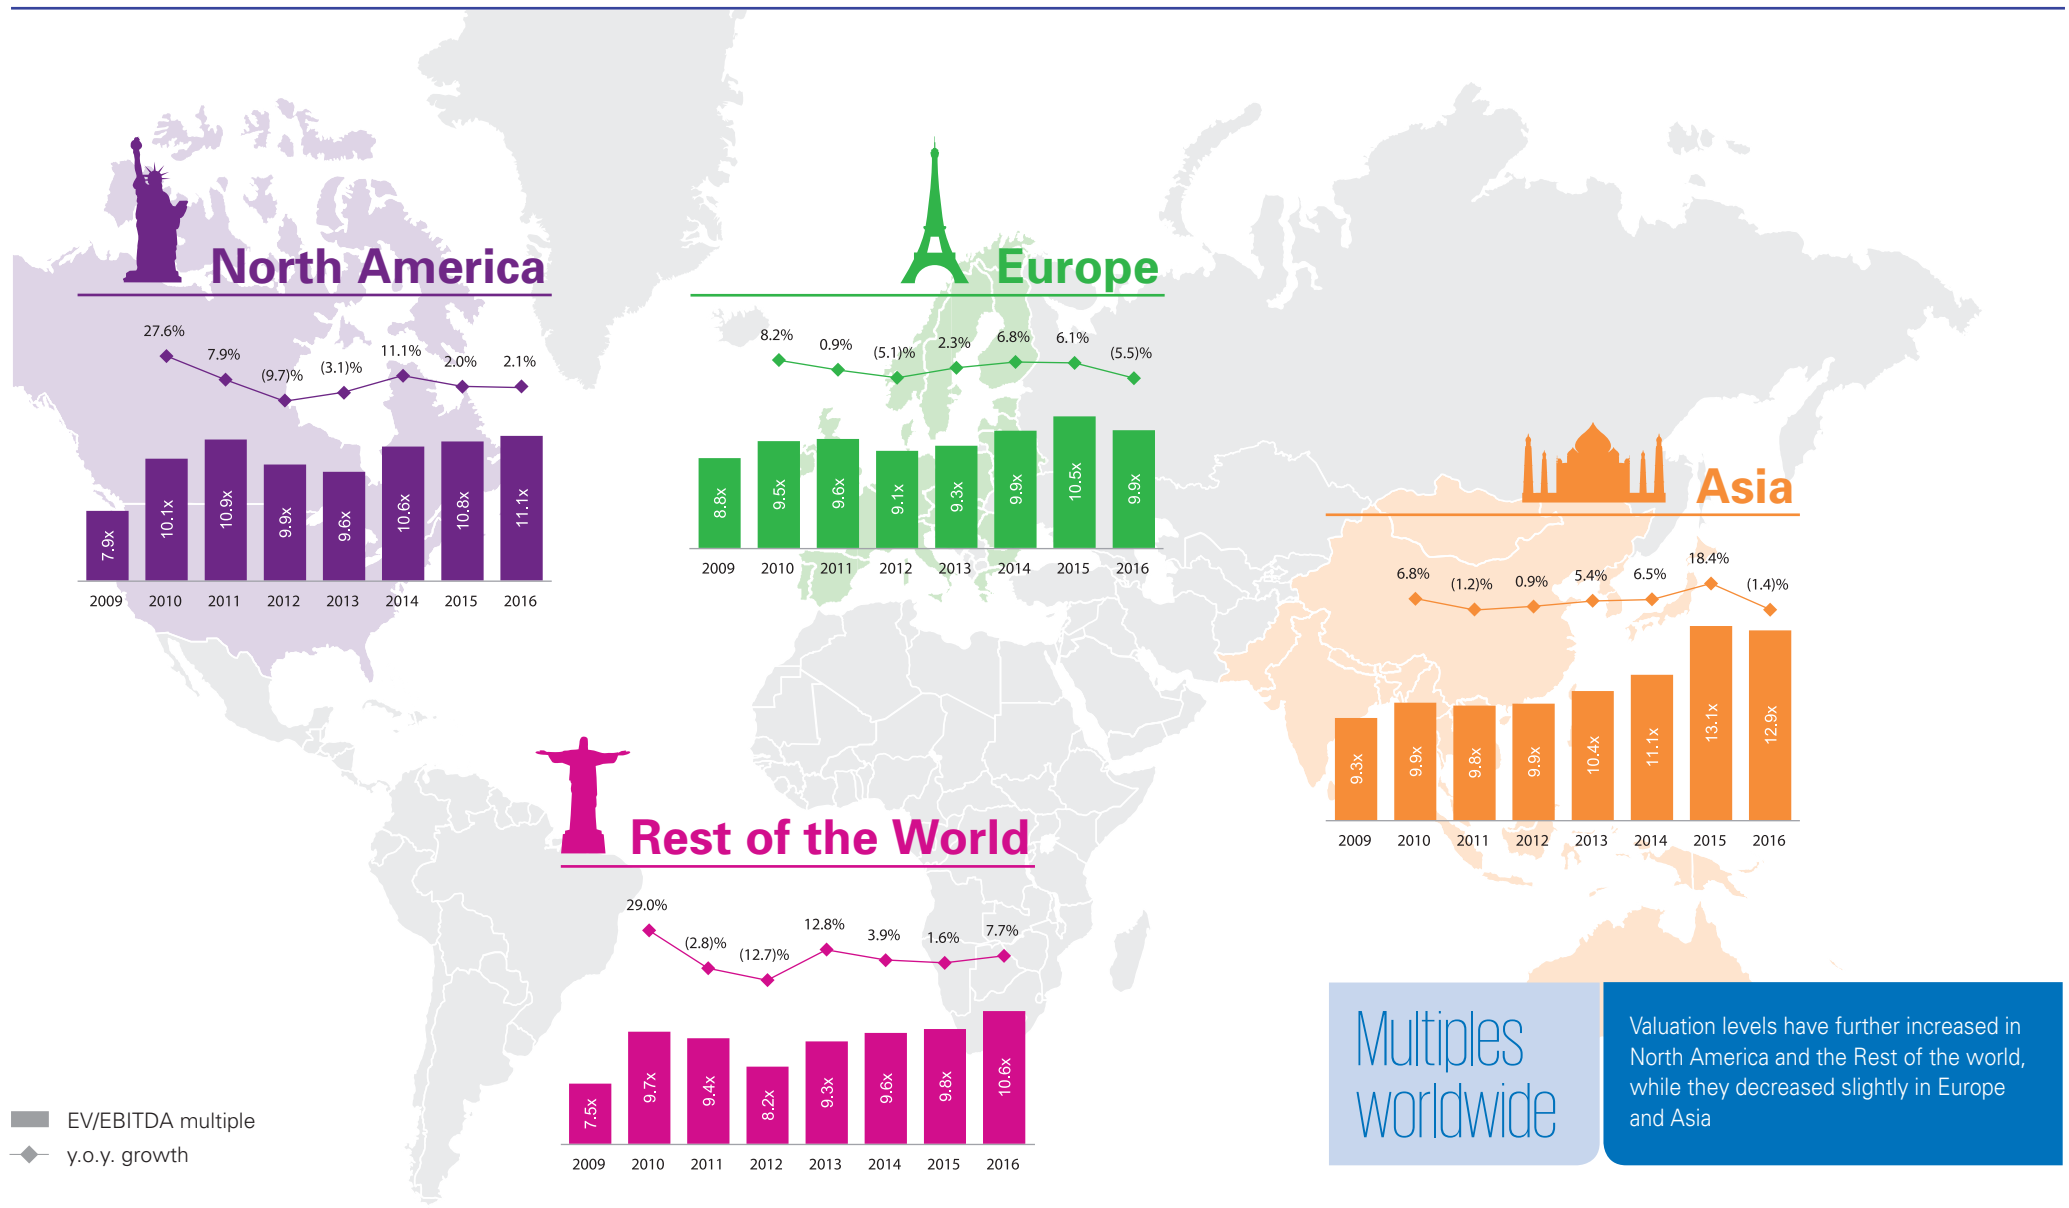 North America
27.6%
7.9%
(9.7)%
(3.1)%
11.1%
2.0%
2.1%
7.9x
10.1x
10.9x
9.9x
9.6x
10.6x
10.8x
11.1x
2009 2010 2011 2012 2013 2014 2015 2016
Europe
8.2%
0.9%
(5.1)%
2.3%
6.8%
6.1%
(5.5)%
8.8x
9.5x
9.6x
9.1x
9.3x
9.9x
10.5x
9.9x
2009 2010 2011 2012 2013 2014 2015 2016
Asia
6.8%
(1.2)%
0.9%
5.4%
6.5%
18.4%
(1.4)%
9.3x
9.9x
9.8x
9.9x
10.4x
11.1x
13.1x
12.9x
2009 2010 2011 2012 2013 2014 2015 2016
Rest of the World
29.0%
(2.8)%
(12.7)%
12.8%
3.9%
1.6%
7.7%
7.5x
9.7x
9.4x
8.2x
9.3x
9.6x
9.8x
10.6x
2009 2010 2011 2012 2013 2014 2015 2016
EV/EBITDA multiple
y.o.y. growth
Multiples
worldwide
Valuation levels have further increased in
North America and the Rest of the world,
while they decreased slightly in Europe
and Asia